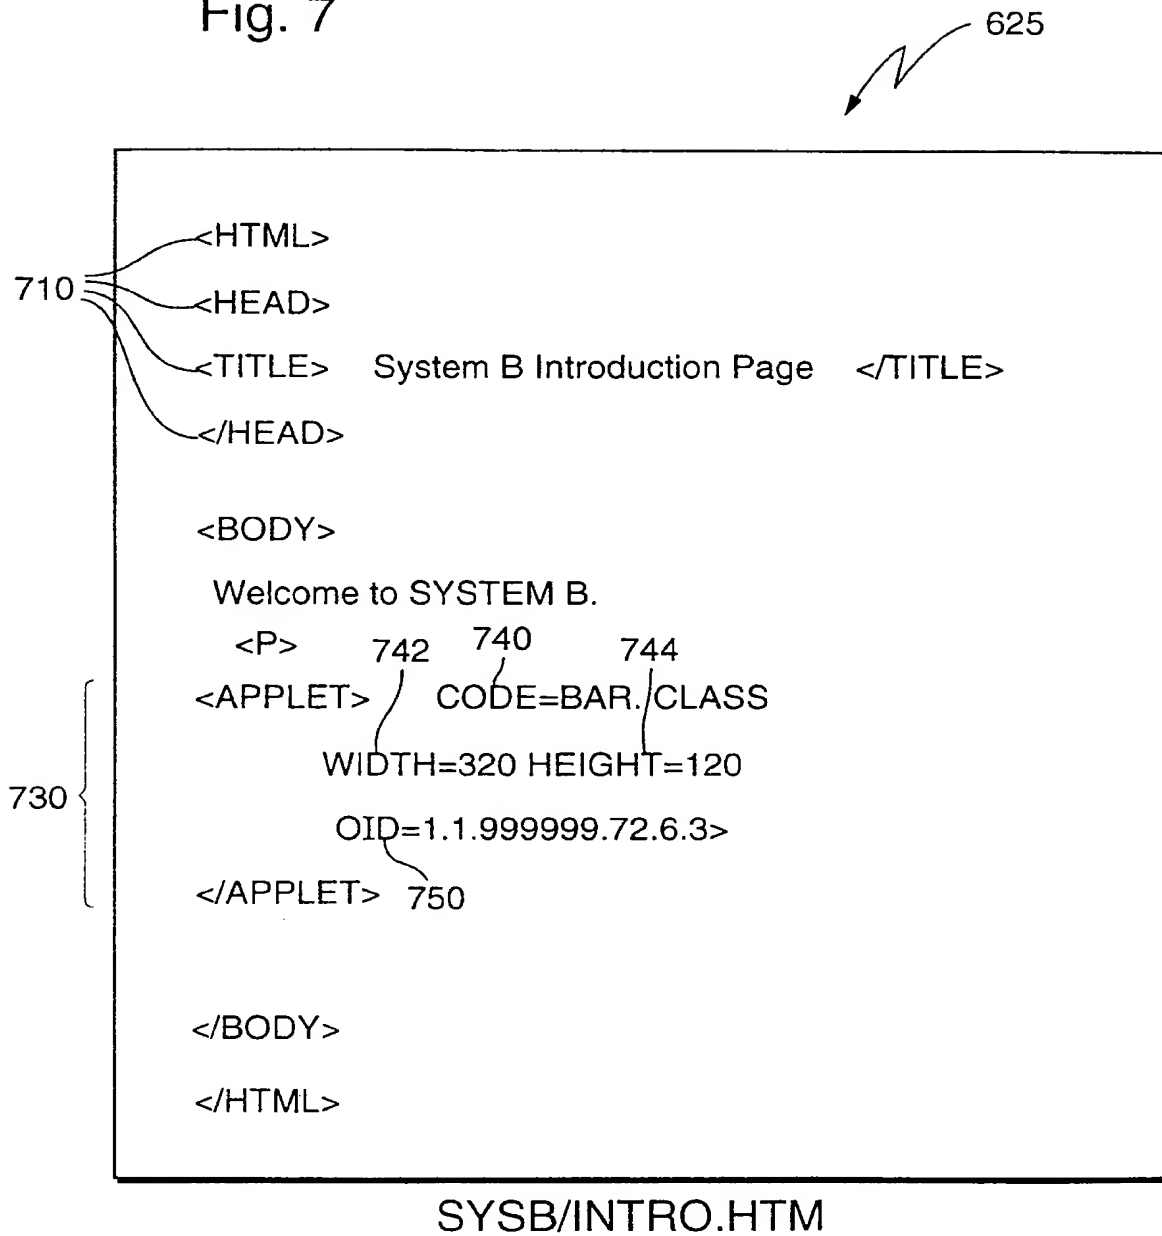 Fig. 7
625
<HTML>
710
<HEAD>
<TITLE> System B Introduction Page </TITLE>
</HEAD>
<BODY>
Welcome to SYSTEM B.
<P> 742 740 744
<APPLET> CODE=BAR. CLASS
WIDTH=320 HEIGHT=120
730
OID=1.1.999999.72.6.3>
</APPLET> 750
</BODY>
</HTML>
SYSB/INTRO.HTM